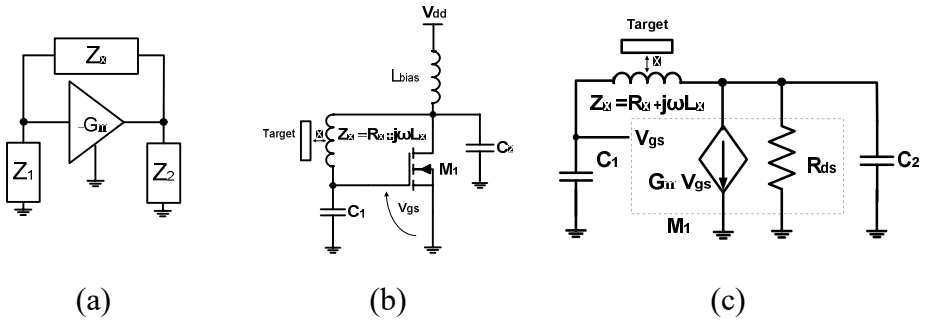 Zx
–Gm
Z1
Z2
(a)
Vdd
Lbias
Target
x
Zx =Rx::jωLx
M1
C1
Vgs
(b)
Target
x
Zx =Rx+jωLx
C1
Vgs
Gm Vgs
Rds
C2
M1
(c)